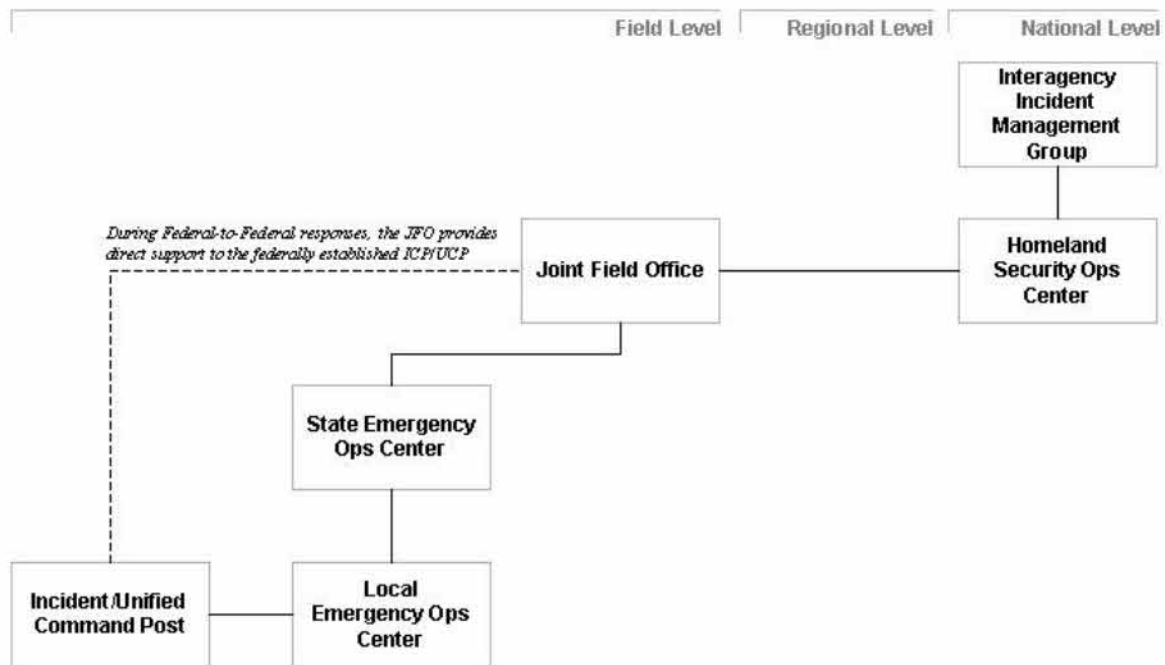 Field Level
Regional Level
National Level
Interagency
Incident
Management
Group
During Federal-to-Federal responses, the JFO provides
direct support to the federally established ICP/UCP
Joint Field Office
Homeland
Security Ops
Center
State Emergency
Ops Center
Incident/Unified
Command Post
Local
Emergency Ops
Center